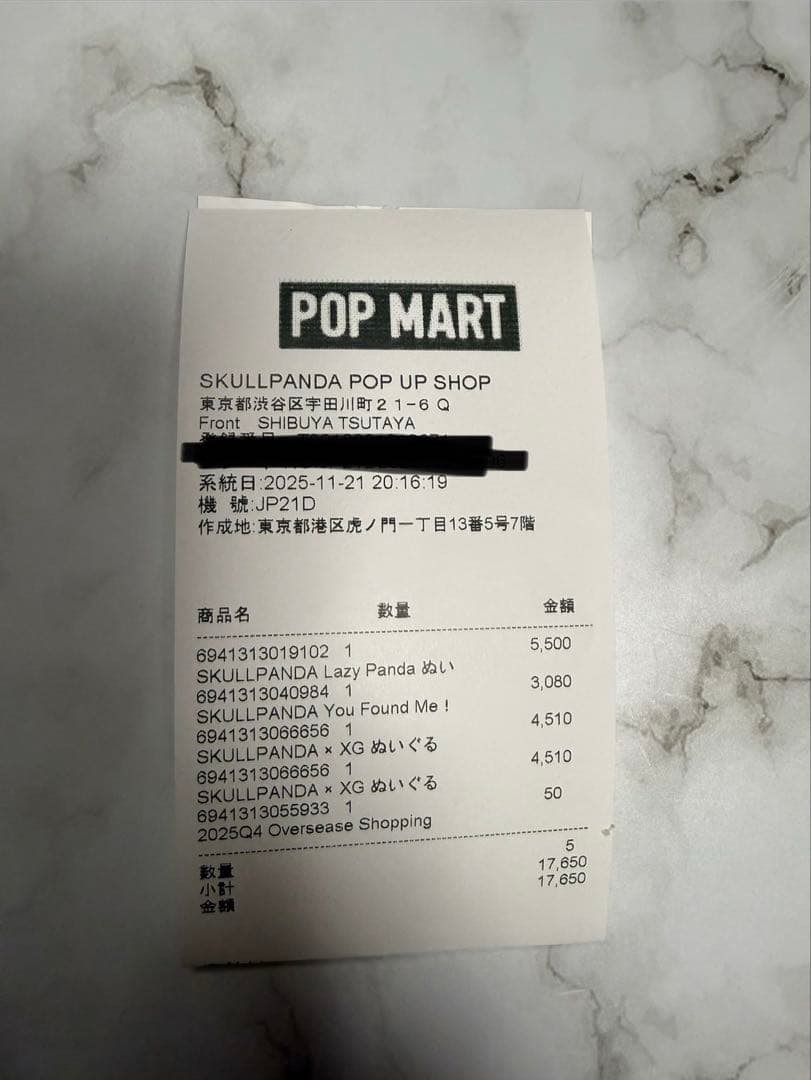 POP MART
SKULLPANDA POP UP SHOP
東京都渋谷区宇田川町21-6 Q
Front SHIBUYA TSUTAYA
系統日:2025-11-21 20:16:19
機 號:JP21D
作成地:東京都港区虎ノ門一丁目13番5号7階
商品名 數量 金額
6941313019102 1 5,500
SKULLPANDA Lazy Panda ぬい
6941313040984 1 3,080
SKULLPANDA You Found Me !
6941313066656 1 4,510
SKULLPANDA × XG ぬいぐる
6941313066656 1 4,510
SKULLPANDA × XG ぬいぐる
6941313055933 1 50
2025Q4 Oversease Shopping
數量 5
小計 17,650
金額 17,650